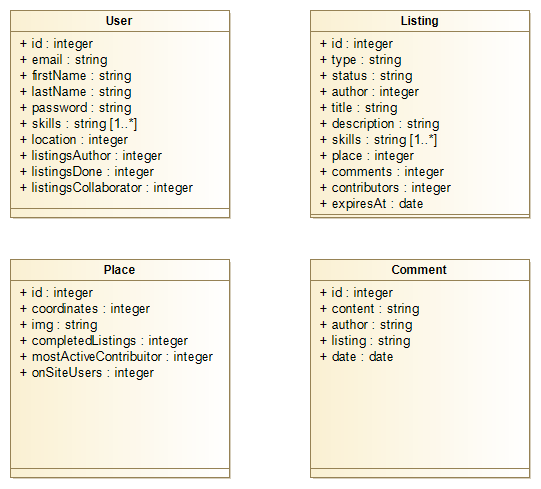 User
+ id : integer
+ email : string
+ firstName : string
+ lastName : string
+ password : string
+ skills : string [1..*]
+ location : integer
+ listingsAuthor : integer
+ listingsDone : integer
+ listingsCollaborator : integer
Listing
+ id : integer
+ type : string
+ status : string
+ author : integer
+ title : string
+ description : string
+ skills : string [1..*]
+ place : integer
+ comments : integer
+ contributors : integer
+ expiresAt : date
Place
+ id : integer
+ coordinates : integer
+ img : string
+ completedListings : integer
+ mostActiveContribuitor : integer
+ onSiteUsers : integer
Comment
+ id : integer
+ content : string
+ author : string
+ listing : string
+ date : date